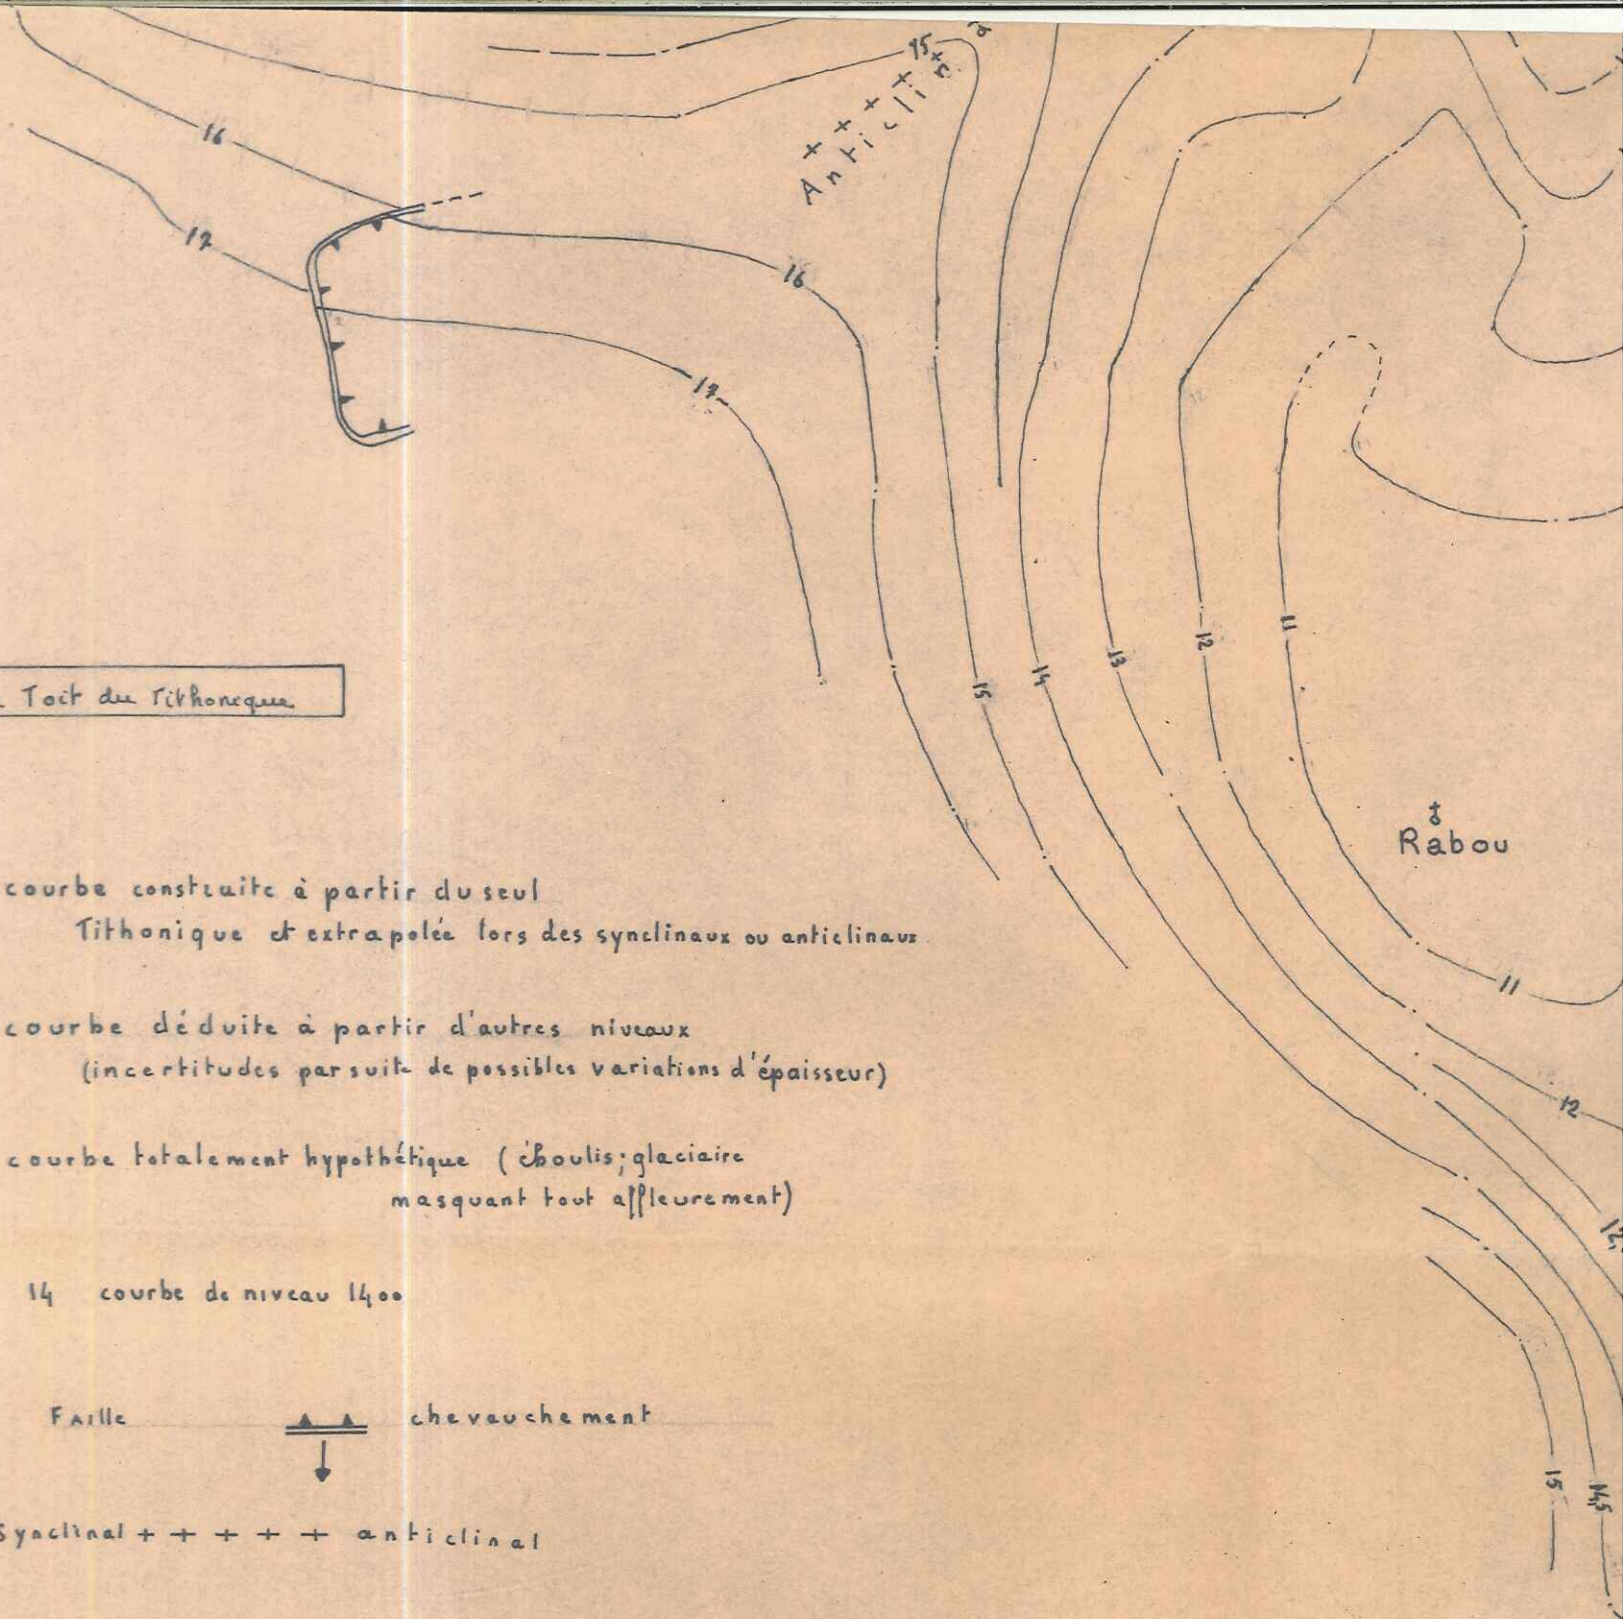 15
Anticlin
16
17
16
17
12
11
12
13
14
15
Toit du Tithonique
Rabou
courbe construite à partir du seul
Tithonique et extrapolée lors des synclinaux ou anticlinaux
11
courbe déduite à partir d'autres niveaux
(incertitudes par suite de possibles variations d'épaisseur)
12
courbe totalement hypothétique (éboulis; glaciaire
masquant tout affleurement)
14 courbe de niveau 1400
Faille chevauchement
15
14,5
Synclinal + + + + + anticlinal